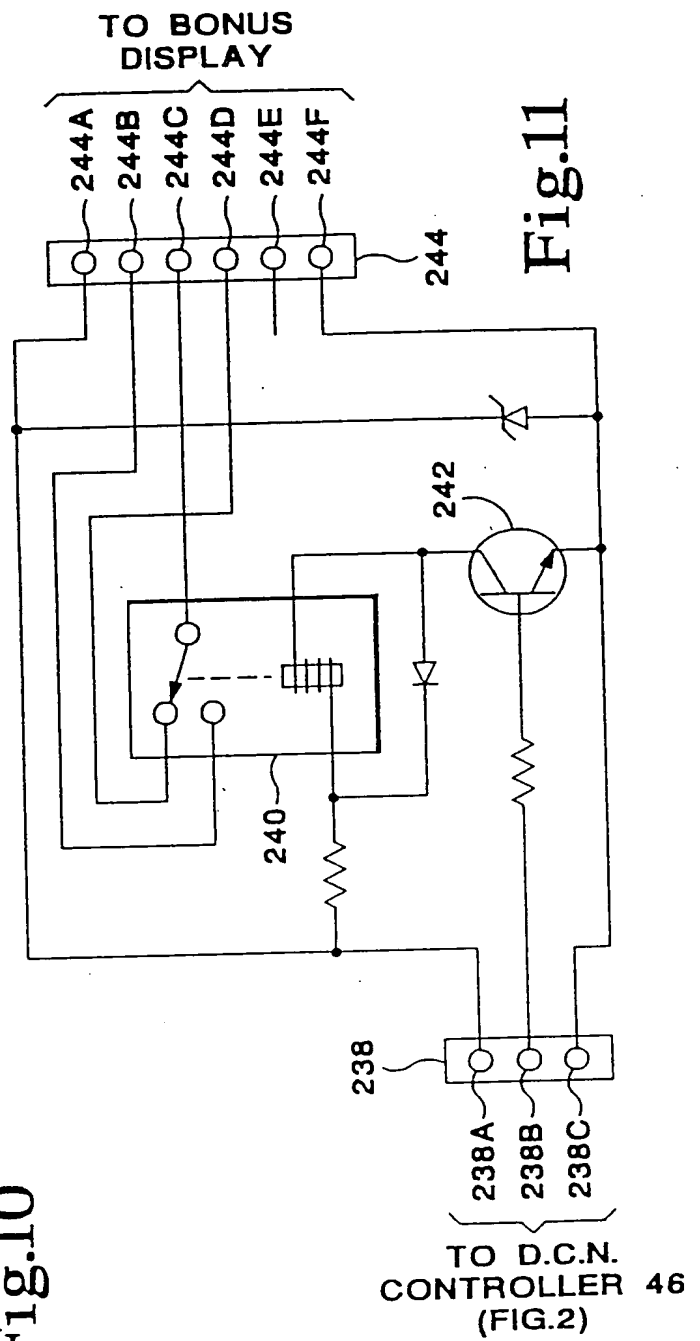 TO BONUS
DISPLAY
244A
244B
244C
244D
244E
244F
244
Fig.11
242
240
238
238A
238B
238C
TO D.C.N.
CONTROLLER 46
(FIG.2)
Fig.10